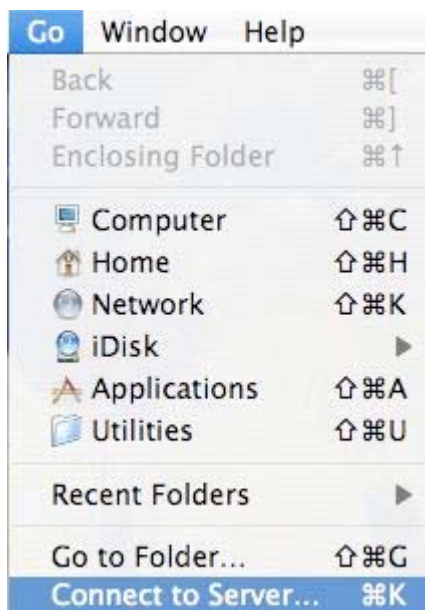 Go Window Help
Back ⌘[
Forward ⌘]
Enclosing Folder ⌘↑
Computer ⇧⌘C
Home ⇧⌘H
Network ⇧⌘K
iDisk ▶
Applications ⇧⌘A
Utilities ⇧⌘U
Recent Folders ▶
Go to Folder... ⇧⌘G
Connect to Server... ⌘K